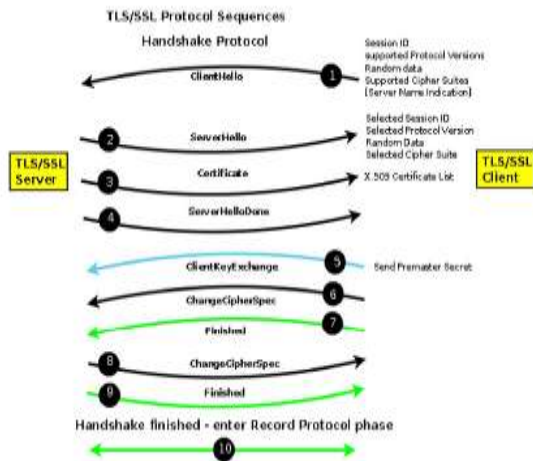 TLS/SSL Protocol Sequences
Handshake Protocol
1
ClientHello
Session ID
supported Protocol Versions
Random data
Supported Cipher Suites
[Server Name Indication]
2
ServerHello
Selected Session ID
Selected Protocol Version
Random Data
Selected Cipher Suite
TLS/SSL
Server
TLS/SSL
Client
3
Certificate
X.509 Certificate List
4
ServerHelloDone
5
ClientKeyExchange
Send Premaster Secret
6
ChangeCipherSpec
7
Finished
8
ChangeCipherSpec
9
Finished
Handshake finished - enter Record Protocol phase
10